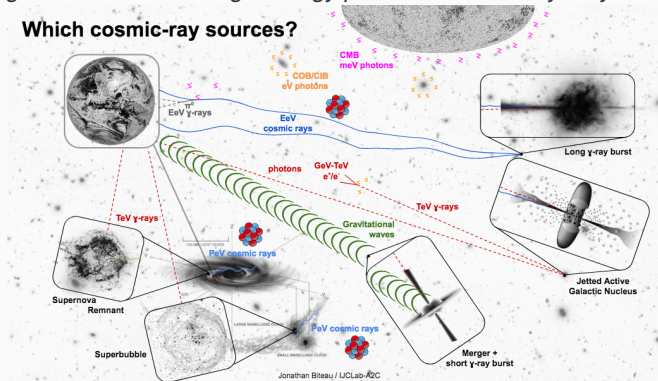 Which cosmic-ray sources?
CMB
meV photons
COB/CIB
eV photons
π⁰
EeV γ-rays
EeV
cosmic rays
Long γ-ray burst
photons
GeV-TeV
e⁺/e⁻
TeV γ-rays
TeV γ-rays
Gravitational
waves
Jetted Active
Galactic Nucleus
PeV cosmic rays
Supernova
Remnant
LARGE MAGELLANIC CLOUD
PeV cosmic rays
Superbubble
SMALL MAGELLANIC CLOUD
Merger +
short γ-ray burst
Jonathan Biteau / IJCLab-A2C